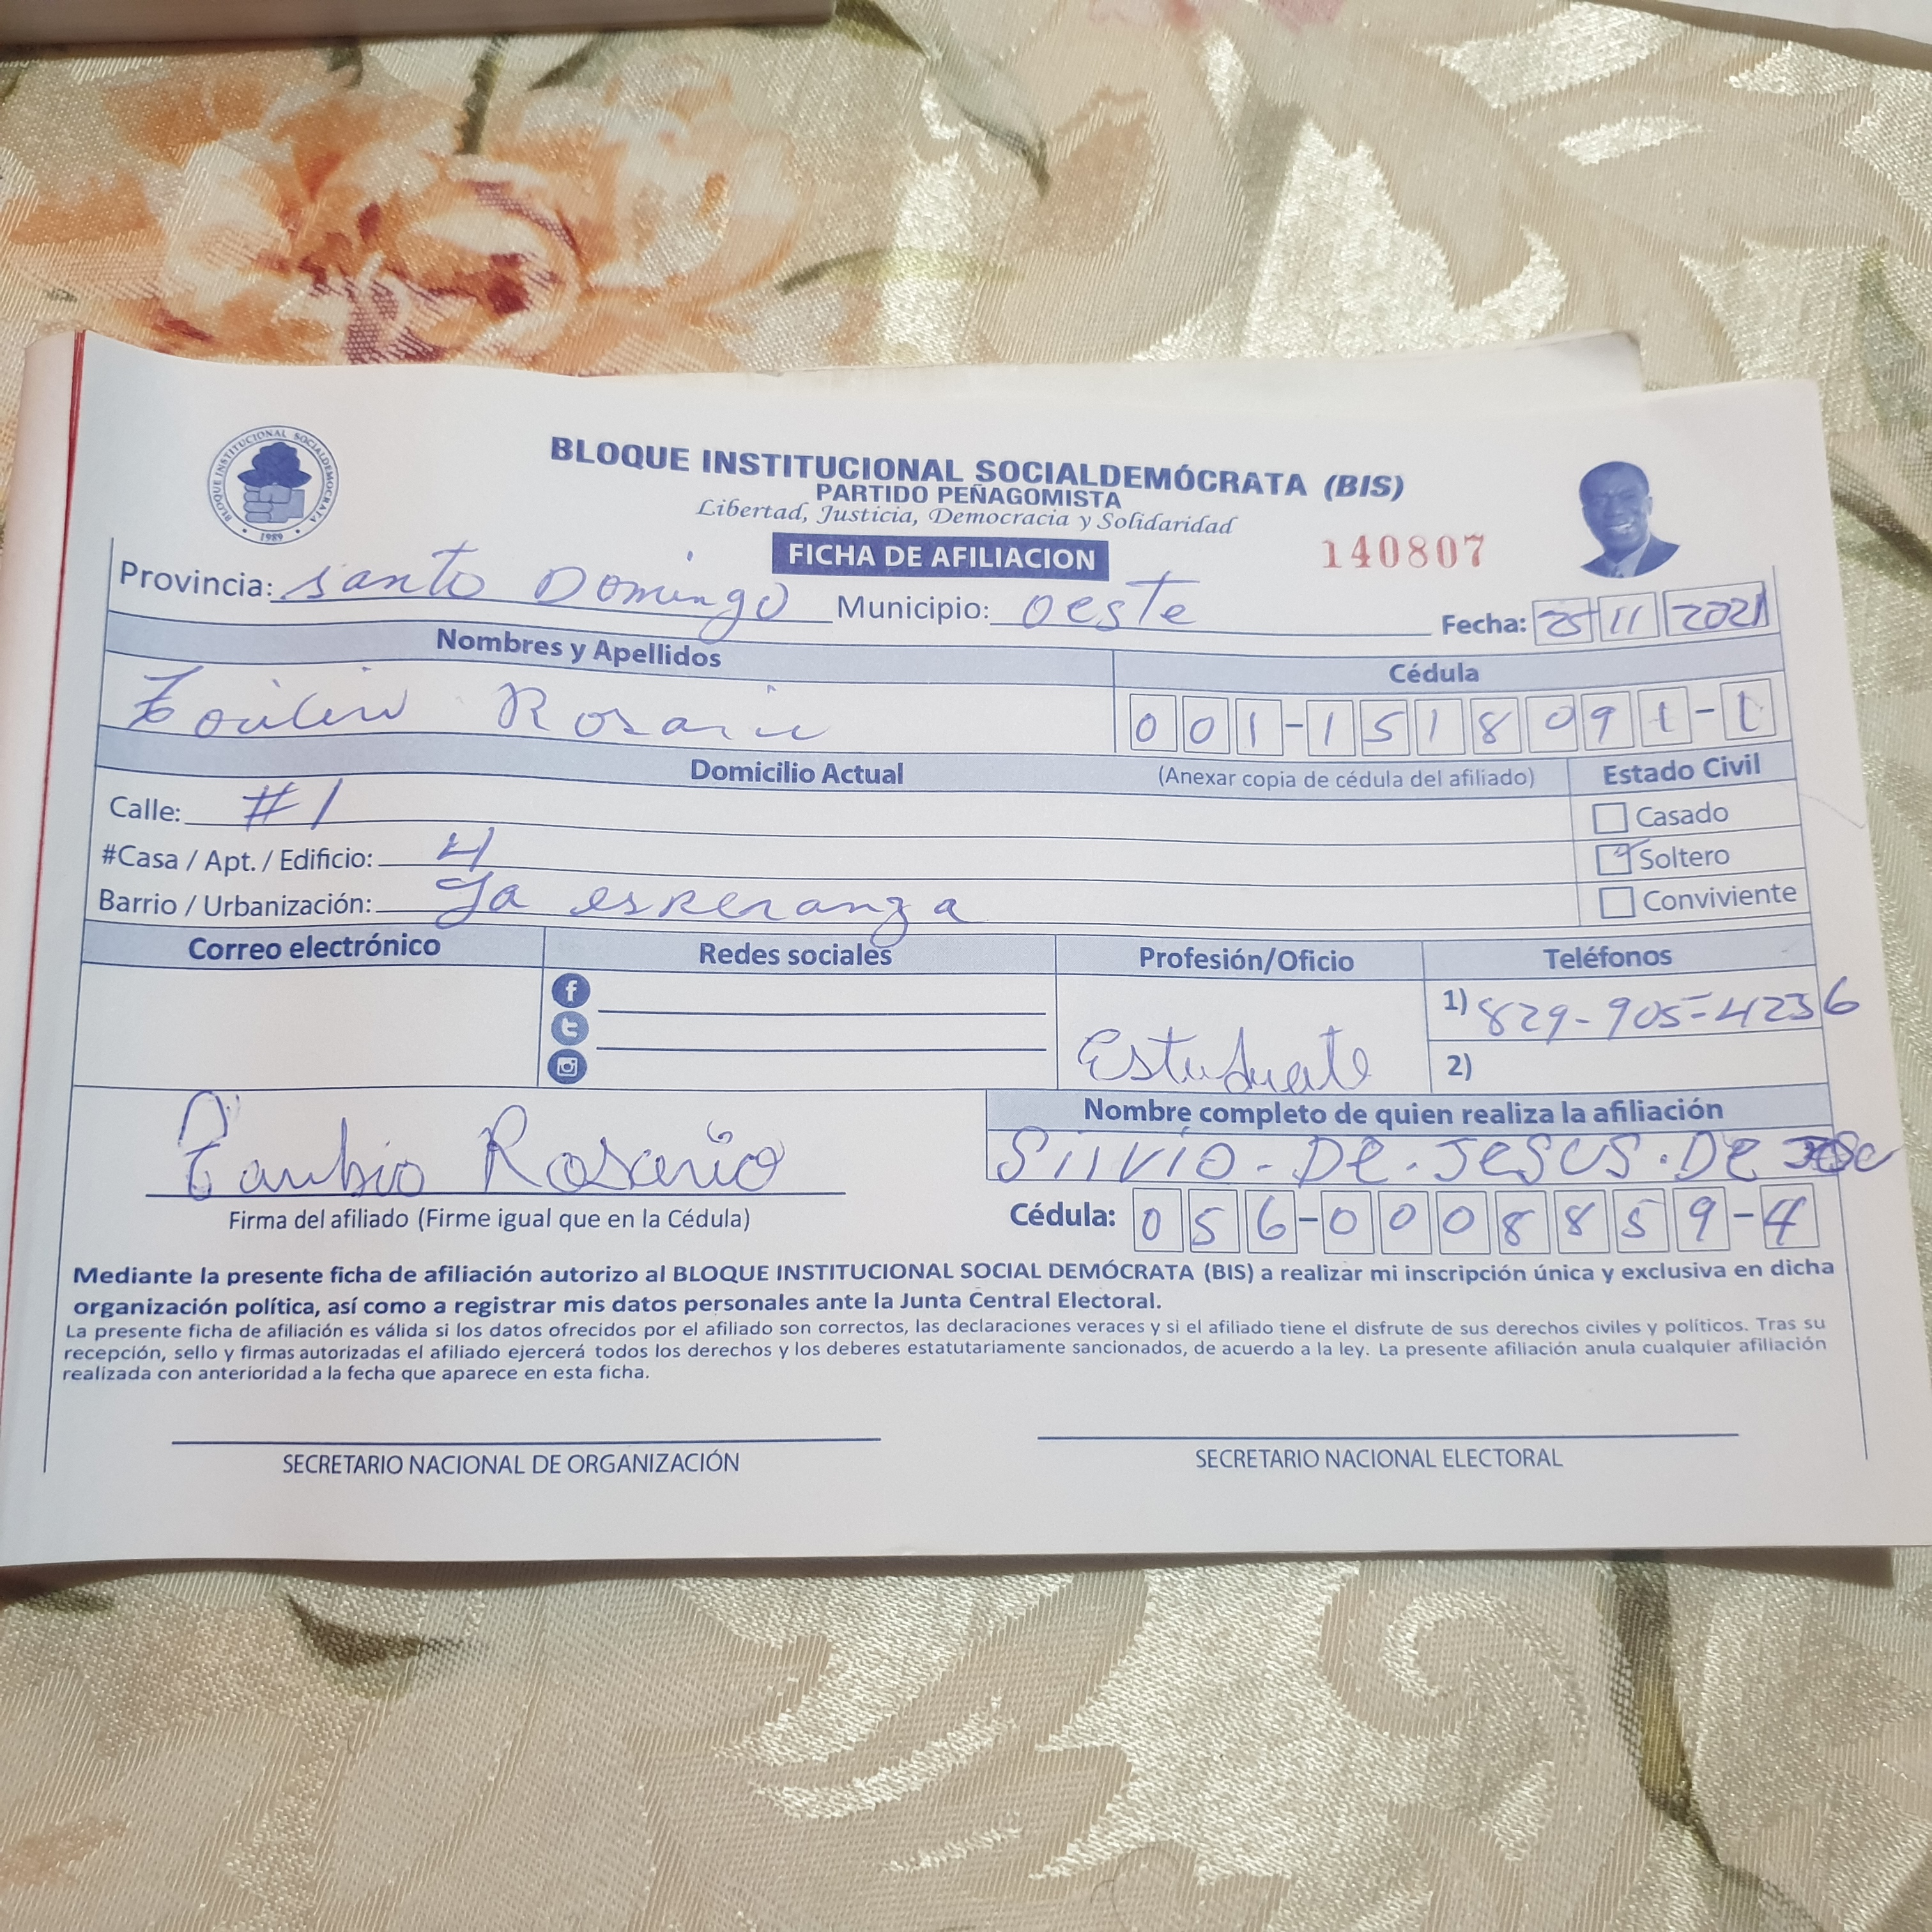 BLOQUE INSTITUCIONAL SOCIALDEMÓCRATA
1989
BLOQUE INSTITUCIONAL SOCIALDEMÓCRATA (BIS)
PARTIDO PEÑAGOMISTA
Libertad, Justicia, Democracia y Solidaridad
FICHA DE AFILIACION
140807
Provincia: Santo Domingo Municipio: Oeste Fecha: 25 11 2021
Nombres y Apellidos Cédula
Rosario 001-1518091-1
Domicilio Actual (Anexar copia de cédula del afiliado) Estado Civil
Calle: #1 Casado
#Casa / Apt. / Edificio: 4 Soltero
Barrio / Urbanización: La esperanza Conviviente
Correo electrónico Redes sociales Profesión/Oficio Teléfonos
1) 829-905-4236
Estudiante
2)
Nombre completo de quien realiza la afiliación
Rosario SILVIO-DE-JESUS.DE
Firma del afiliado (Firme igual que en la Cédula) Cédula: 056-0008859-4
Mediante la presente ficha de afiliación autorizo al BLOQUE INSTITUCIONAL SOCIAL DEMÓCRATA (BIS) a realizar mi inscripción única y exclusiva en dicha
organización política, así como a registrar mis datos personales ante la Junta Central Electoral.
La presente ficha de afiliación es válida si los datos ofrecidos por el afiliado son correctos, las declaraciones veraces y si el afiliado tiene el disfrute de sus derechos civiles y políticos. Tras su
recepción, sello y firmas autorizadas el afiliado ejercerá todos los derechos y los deberes estatutariamente sancionados, de acuerdo a la ley. La presente afiliación anula cualquier afiliación
realizada con anterioridad a la fecha que aparece en esta ficha.
SECRETARIO NACIONAL DE ORGANIZACIÓN SECRETARIO NACIONAL ELECTORAL